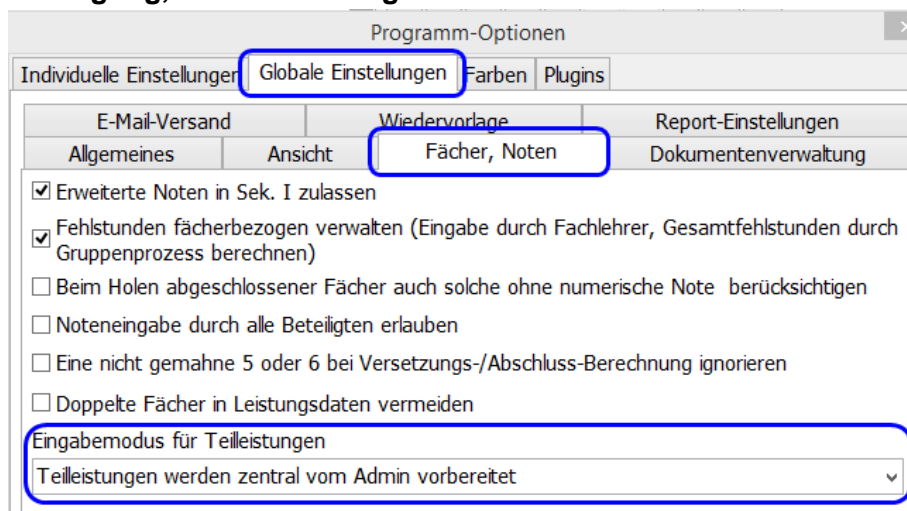 Programm-Optionen
Individuelle Einstellungen Globale Einstellungen Farben Plugins
E-Mail-Versand Wiedervorlage Report-Einstellungen
Allgemeines Ansicht Fächer, Noten Dokumentenverwaltung
Erweiterte Noten in Sek. I zulassen
Fehlstunden fächerbezogen verwalten (Eingabe durch Fachlehrer, Gesamtfehlstunden durch
Gruppenprozess berechnen)
Beim Holen abgeschlossener Fächer auch solche ohne numerische Note berücksichtigen
Noteneingabe durch alle Beteiligten erlauben
Eine nicht gemahne 5 oder 6 bei Versetzungs-/Abschluss-Berechnung ignorieren
Doppelte Fächer in Leistungsdaten vermeiden
Eingabemodus für Teilleistungen
Teilleistungen werden zentral vom Admin vorbereitet